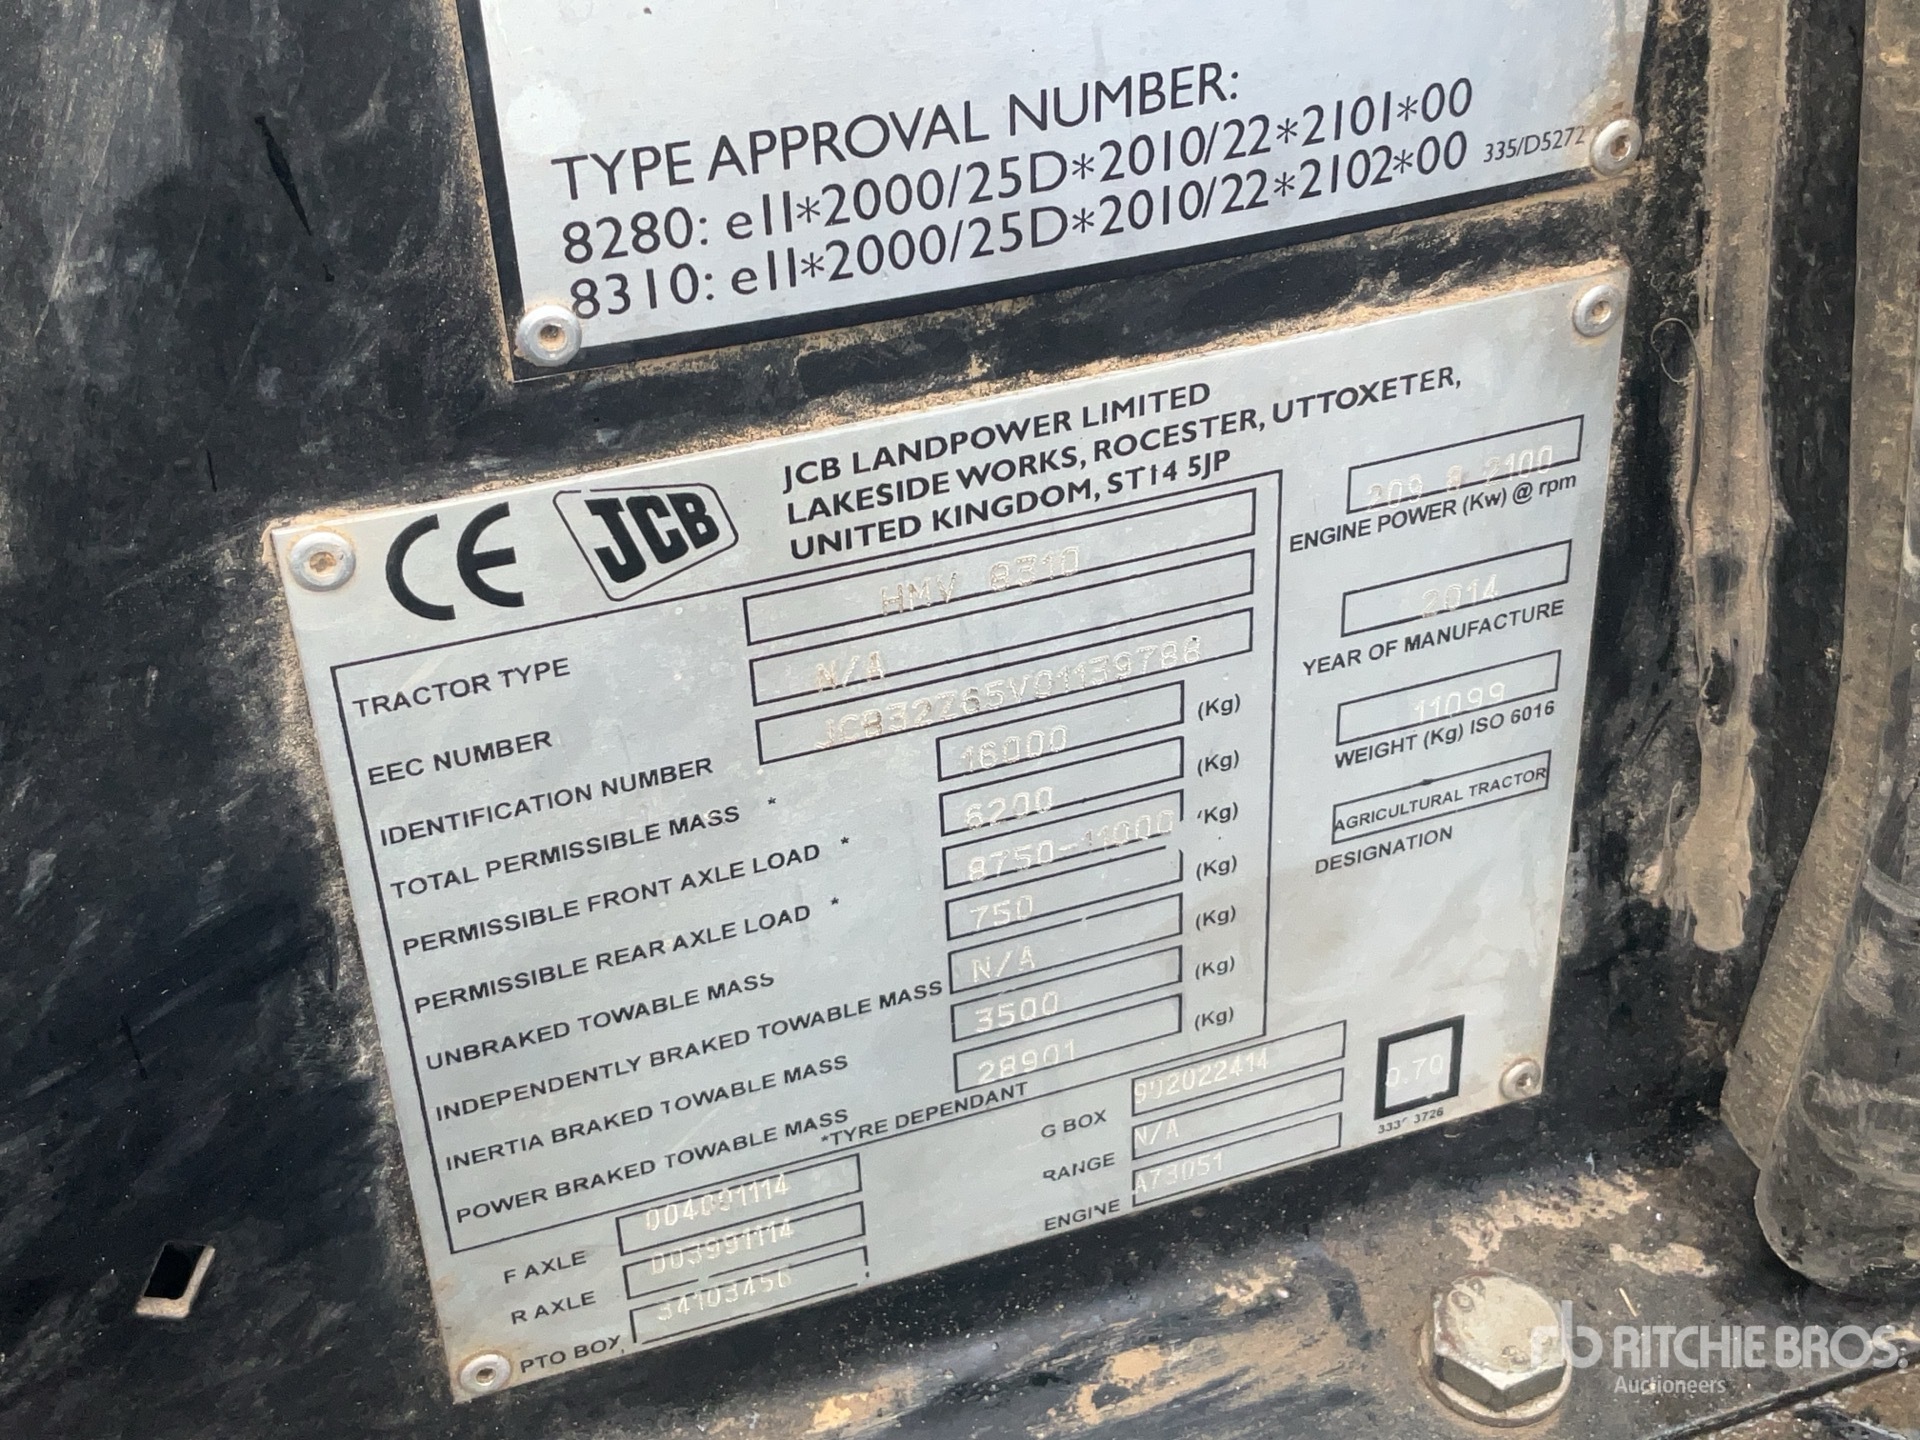 TYPE APPROVAL NUMBER:
8280: e11*2000/25D*2010/22*2101*00
8310: e11*2000/25D*2010/22*2102*00 335/D5272
CE JCB
JCB LANDPOWER LIMITED
LAKESIDE WORKS, ROCESTER, UTTOXETER,
UNITED KINGDOM, ST14 5JP
TRACTOR TYPE HMV 8310
EEC NUMBER N/A
IDENTIFICATION NUMBER
TOTAL PERMISSIBLE MASS * 16000 (Kg)
PERMISSIBLE FRONT AXLE LOAD * 6200 (Kg)
PERMISSIBLE REAR AXLE LOAD * 8750-11000 (Kg)
UNBRAKED TOWABLE MASS 750 (Kg)
INDEPENDENTLY BRAKED TOWABLE MASS N/A (Kg)
INERTIA BRAKED TOWABLE MASS 3500 (Kg)
POWER BRAKED TOWABLE MASS 28901 (Kg)
*TYRE DEPENDANT
209 @ 2100
ENGINE POWER (Kw) @ rpm
2014
YEAR OF MANUFACTURE
11099
WEIGHT (Kg) ISO 6016
AGRICULTURAL TRACTOR
DESIGNATION
F AXLE
R AXLE 003991114
PTO BOX 34103456
G BOX
RANGE N/A
ENGINE A73051
0.70
rb RITCHIE BROS.
Auctioneers